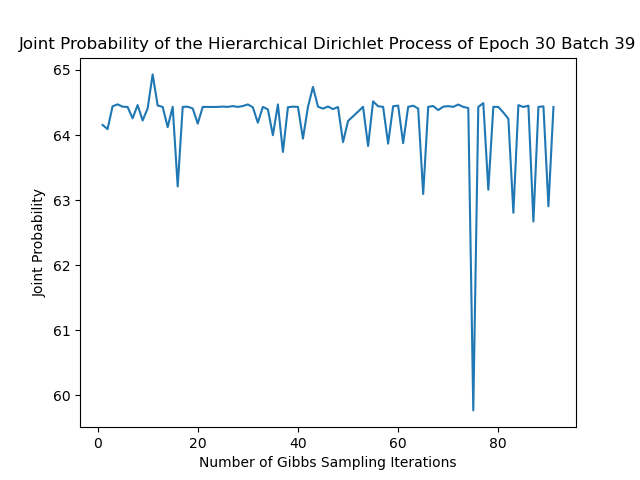 Joint Probability of the Hierarchical Dirichlet Process of Epoch 30 Batch 39
65
64
63
62
61
60
Joint Probability
0 20 40 60 80
Number of Gibbs Sampling Iterations